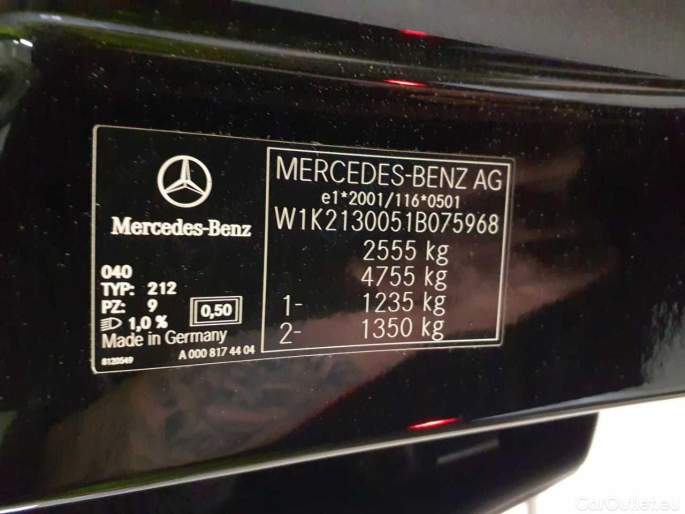 Mercedes-Benz
040
TYP: 212
PZ: 9
0,50
1,0 %
Made in Germany
8120549
A 000 817 44 04
MERCEDES-BENZ AG
e1*2001/116*0501
W1K2130051B075968
2555 kg
4755 kg
1- 1235 kg
2- 1350 kg
CarOutlet.eu